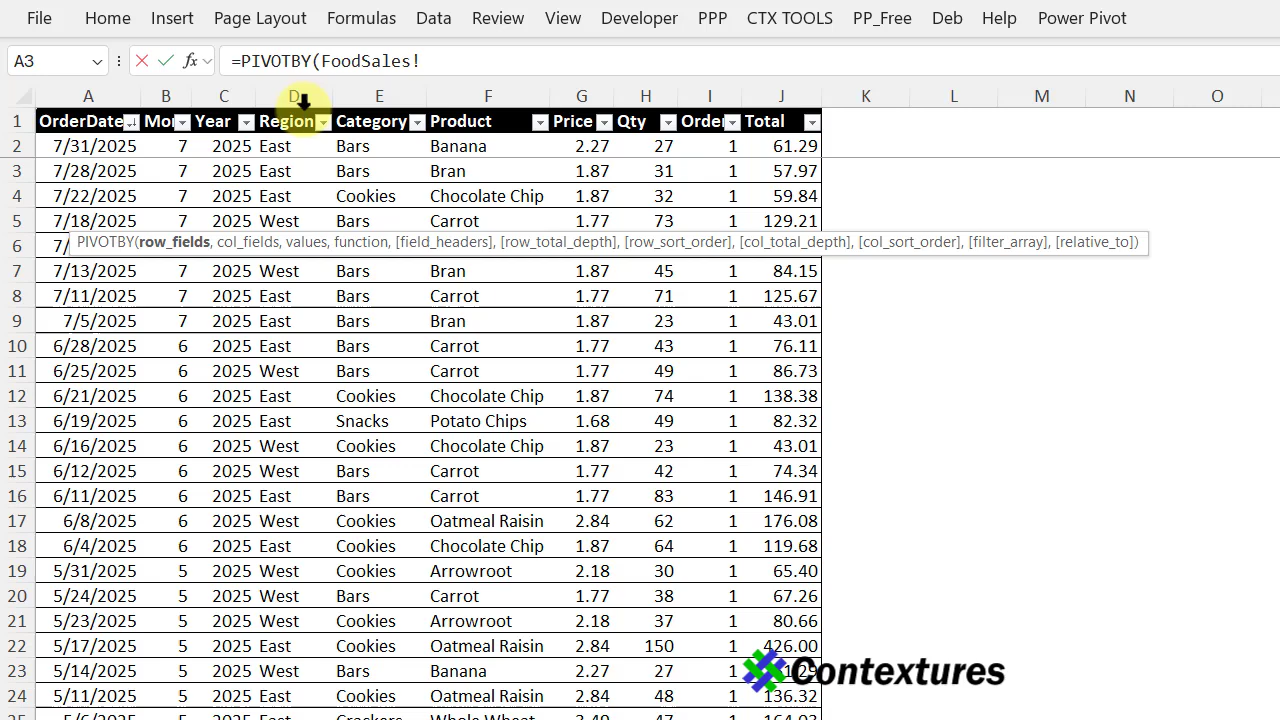 File Home Insert Page Layout Formulas Data Review View Developer PPP CTX TOOLS PP_Free Deb Help Power Pivot
A3 fx =PIVOTBY(FoodSales!
A B C D E F G H I J K L M N O
1 OrderDate Mor Year Region Category Product Price Qty Order Total
2 7/31/2025 7 2025 East Bars Banana 2.27 27 1 61.29
3 7/28/2025 7 2025 East Bars Bran 1.87 31 1 57.97
4 7/22/2025 7 2025 East Cookies Chocolate Chip 1.87 32 1 59.84
5 7/18/2025 7 2025 West Bars Carrot 1.77 73 1 129.21
6 7/ PIVOTBY(row_fields, col_fields, values, function, [field_headers], [row_total_depth], [row_sort_order], [col_total_depth], [col_sort_order], [filter_array], [relative_to])
7 7/13/2025 7 2025 West Bars Bran 1.87 45 1 84.15
8 7/11/2025 7 2025 East Bars Carrot 1.77 71 1 125.67
9 7/5/2025 7 2025 East Bars Bran 1.87 23 1 43.01
10 6/28/2025 6 2025 East Bars Carrot 1.77 43 1 76.11
11 6/25/2025 6 2025 West Bars Carrot 1.77 49 1 86.73
12 6/21/2025 6 2025 East Cookies Chocolate Chip 1.87 74 1 138.38
13 6/19/2025 6 2025 East Snacks Potato Chips 1.68 49 1 82.32
14 6/16/2025 6 2025 West Cookies Chocolate Chip 1.87 23 1 43.01
15 6/12/2025 6 2025 West Bars Carrot 1.77 42 1 74.34
16 6/11/2025 6 2025 East Bars Carrot 1.77 83 1 146.91
17 6/8/2025 6 2025 West Cookies Oatmeal Raisin 2.84 62 1 176.08
18 6/4/2025 6 2025 East Cookies Chocolate Chip 1.87 64 1 119.68
19 5/31/2025 5 2025 West Cookies Arrowroot 2.18 30 1 65.40
20 5/24/2025 5 2025 West Bars Carrot 1.77 38 1 67.26
21 5/23/2025 5 2025 West Cookies Arrowroot 2.18 37 1 80.66
22 5/17/2025 5 2025 East Cookies Oatmeal Raisin 2.84 150 1 426.00
23 5/14/2025 5 2025 West Bars Banana 2.27 27 1
Contextures
24 5/11/2025 5 2025 East Cookies Oatmeal Raisin 2.84 48 1 136.32
5/6/2025 5 2025 East Crackers Whole Wheat 3.49 47 1 164.03